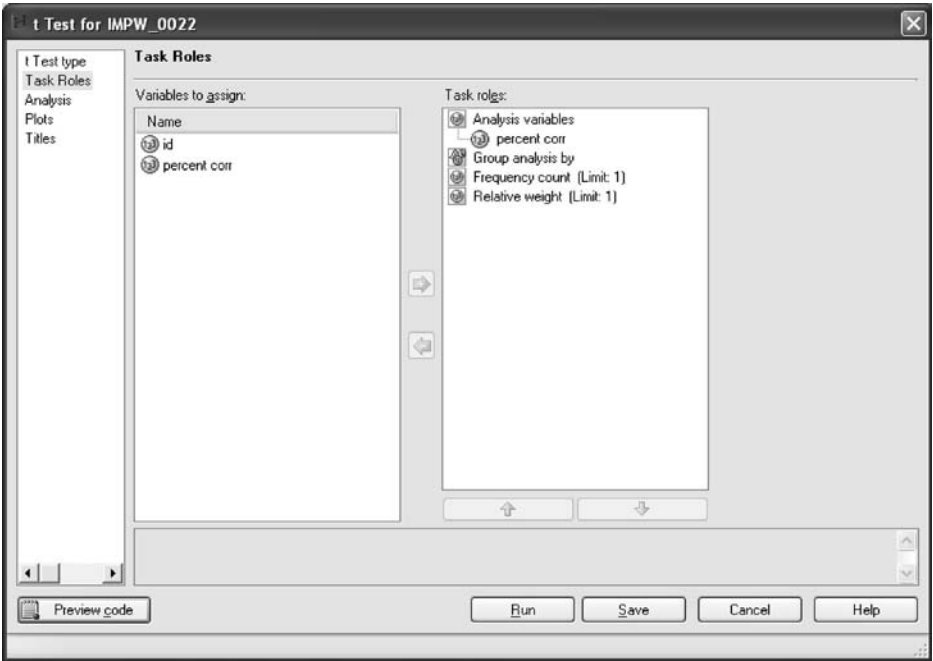 t Test for IMPW_0022
t Test type
Task Roles
Analysis
Plots
Titles
Task Roles
Variables to assign:
Name
id
percent corr
Task roles:
Analysis variables
percent corr
Group analysis by
Frequency count (Limit: 1)
Relative weight (Limit: 1)
Preview code
Run
Save
Cancel
Help